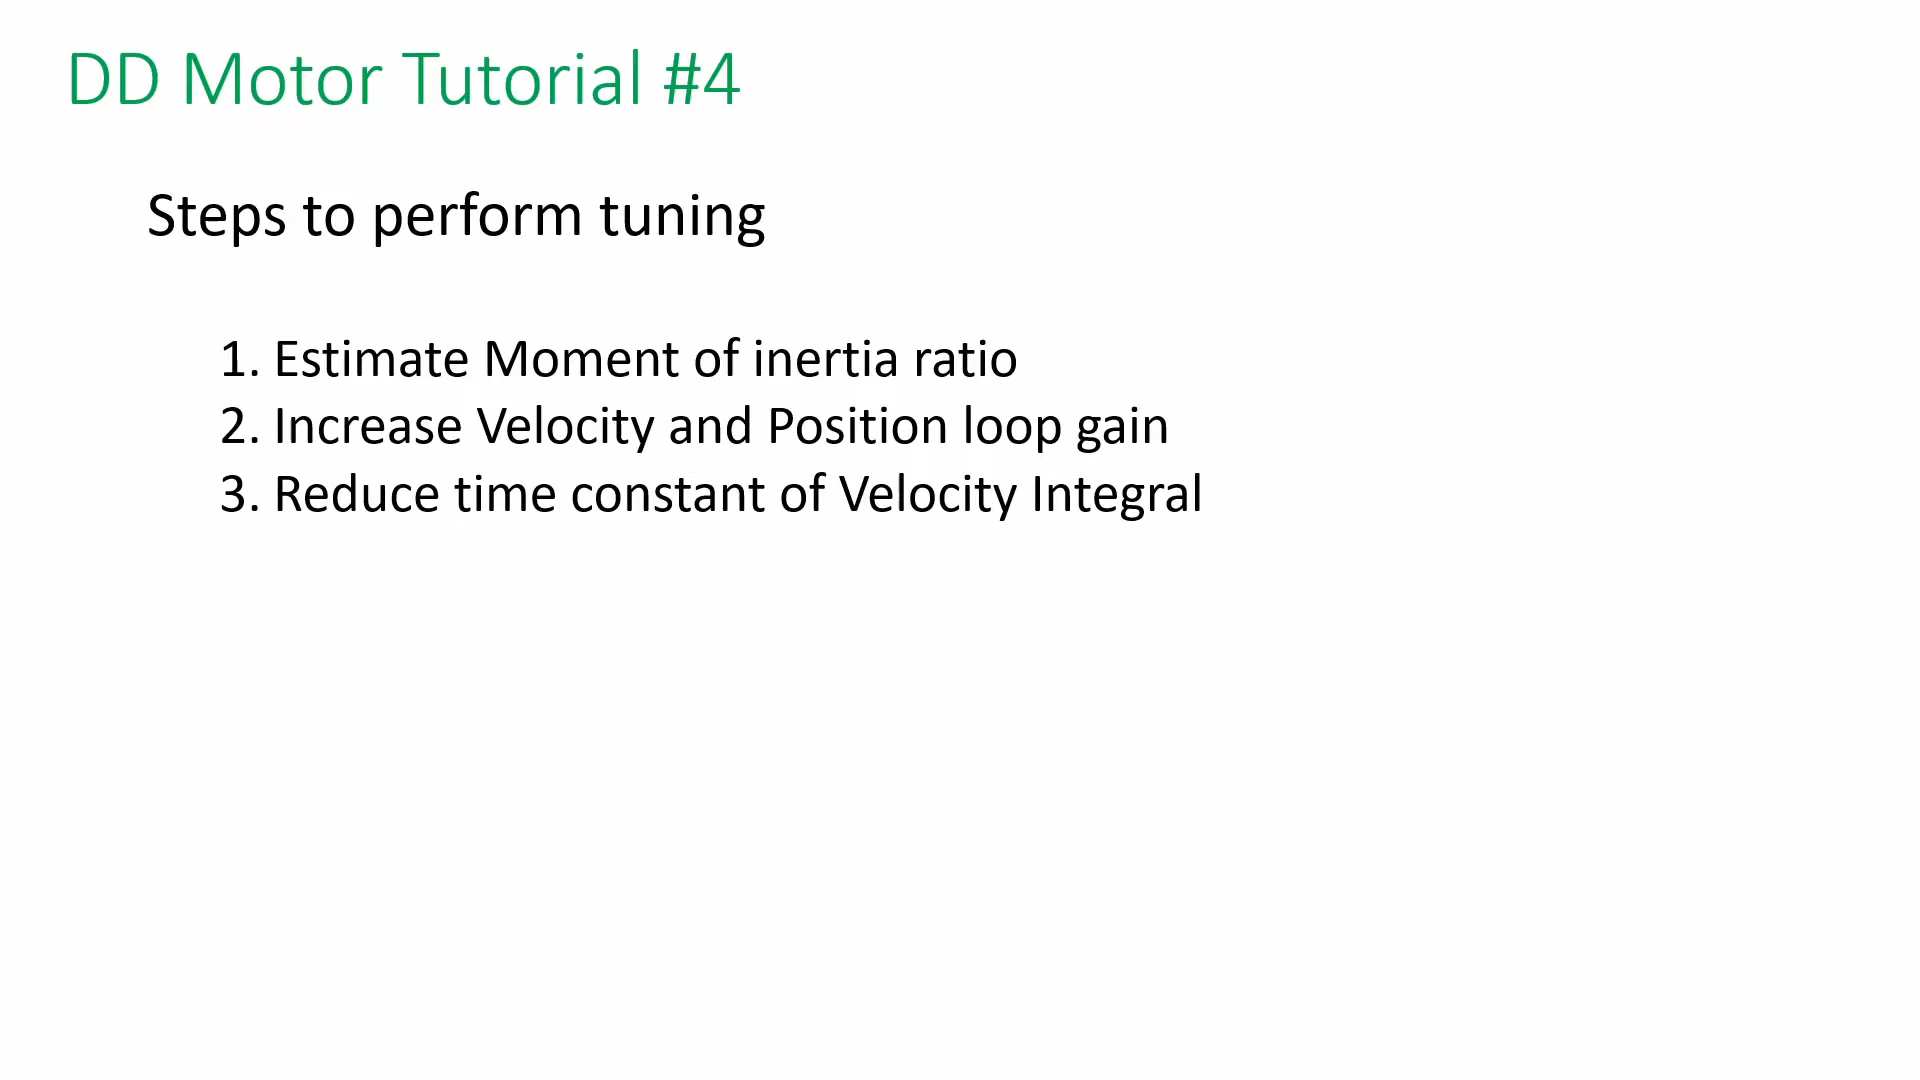 DD Motor Tutorial #4
Steps to perform tuning
1. Estimate Moment of inertia ratio
2. Increase Velocity and Position loop gain
3. Reduce time constant of Velocity Integral